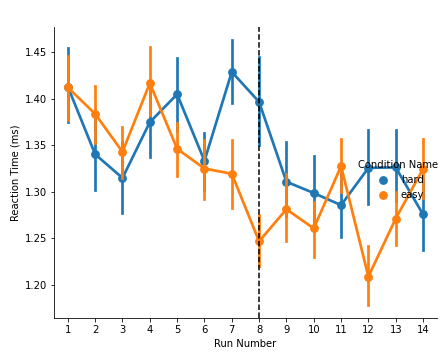 1.45
1.40
1.35
1.30
1.25
1.20
Reaction Time (ms)
Condition Name
hard
easy
1 2 3 4 5 6 7 8 9 10 11 12 13 14
Run Number